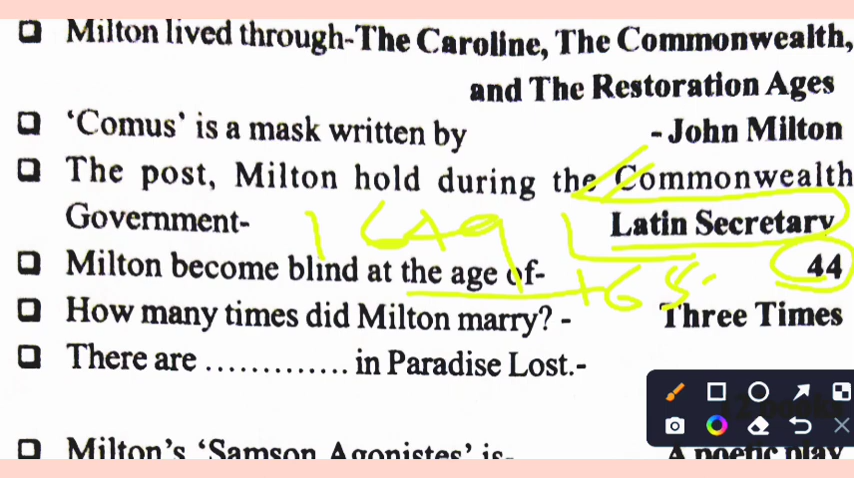 ❑ Milton lived through-The Caroline, The Commonwealth,
and The Restoration Ages
❑ ‘Comus’ is a mask written by - John Milton
❑ The post, Milton hold during the Commonwealth
Government- Latin Secretary
1649
❑ Milton become blind at the age of- 44
❑ How many times did Milton marry? - Three Times
❑ There are ............. in Paradise Lost.-
❑ Milton’s ‘Samson Agonistes’ is- A poetic play